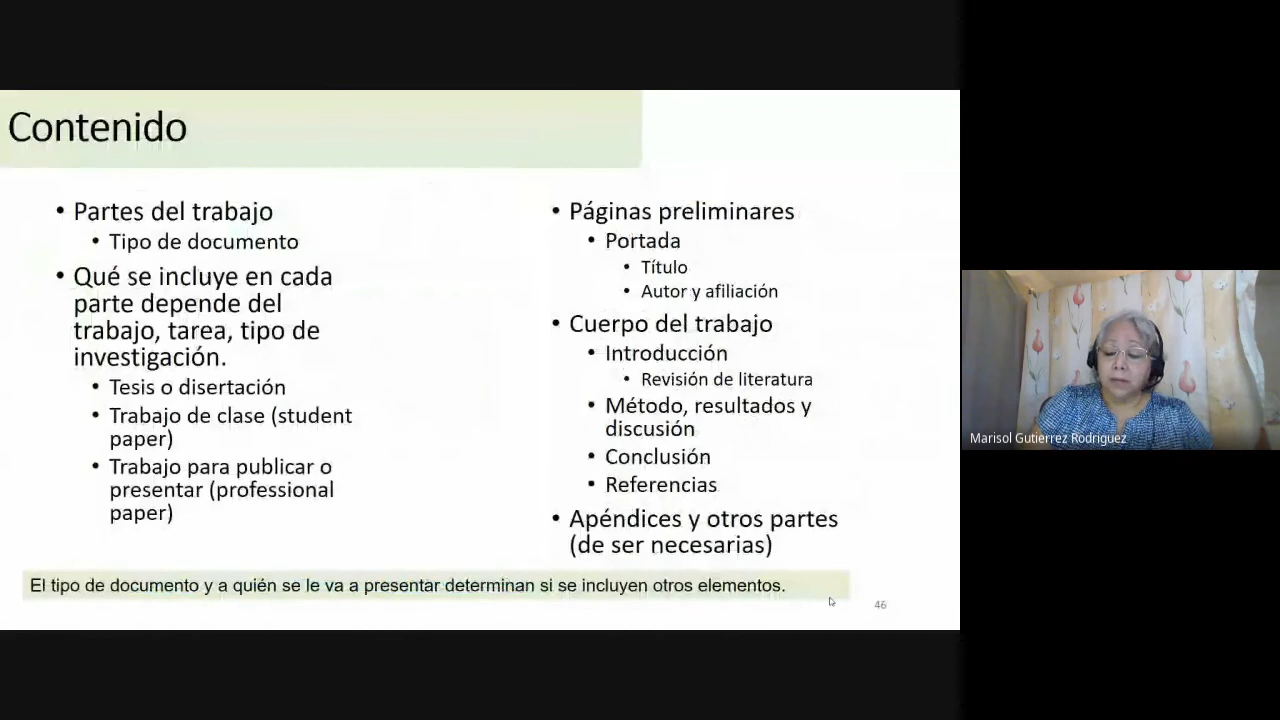 Contenido
• Partes del trabajo
• Tipo de documento
• Qué se incluye en cada
parte depende del
trabajo, tarea, tipo de
investigación.
• Tesis o disertación
• Trabajo de clase (student
paper)
• Trabajo para publicar o
presentar (professional
paper)
• Páginas preliminares
• Portada
• Título
• Autor y afiliación
• Cuerpo del trabajo
• Introducción
• Revisión de literatura
• Método, resultados y
discusión
• Conclusión
• Referencias
• Apéndices y otros partes
(de ser necesarias)
El tipo de documento y a quién se le va a presentar determinan si se incluyen otros elementos.
46
Marisol Gutierrez Rodriguez